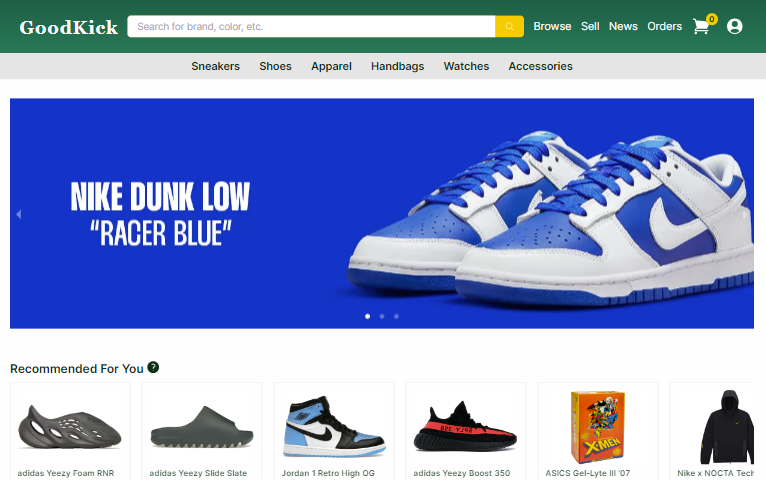 GoodKick
Search for brand, color, etc.
Browse Sell News Orders
0
Sneakers Shoes Apparel Handbags Watches Accessories
NIKE DUNK LOW
“RACER BLUE”
Recommended For You ?
X-MEN
adidas Yeezy Foam RNR
adidas Yeezy Slide Slate
Jordan 1 Retro High OG
adidas Yeezy Boost 350
ASICS Gel-Lyte III '07
Nike x NOCTA Tech